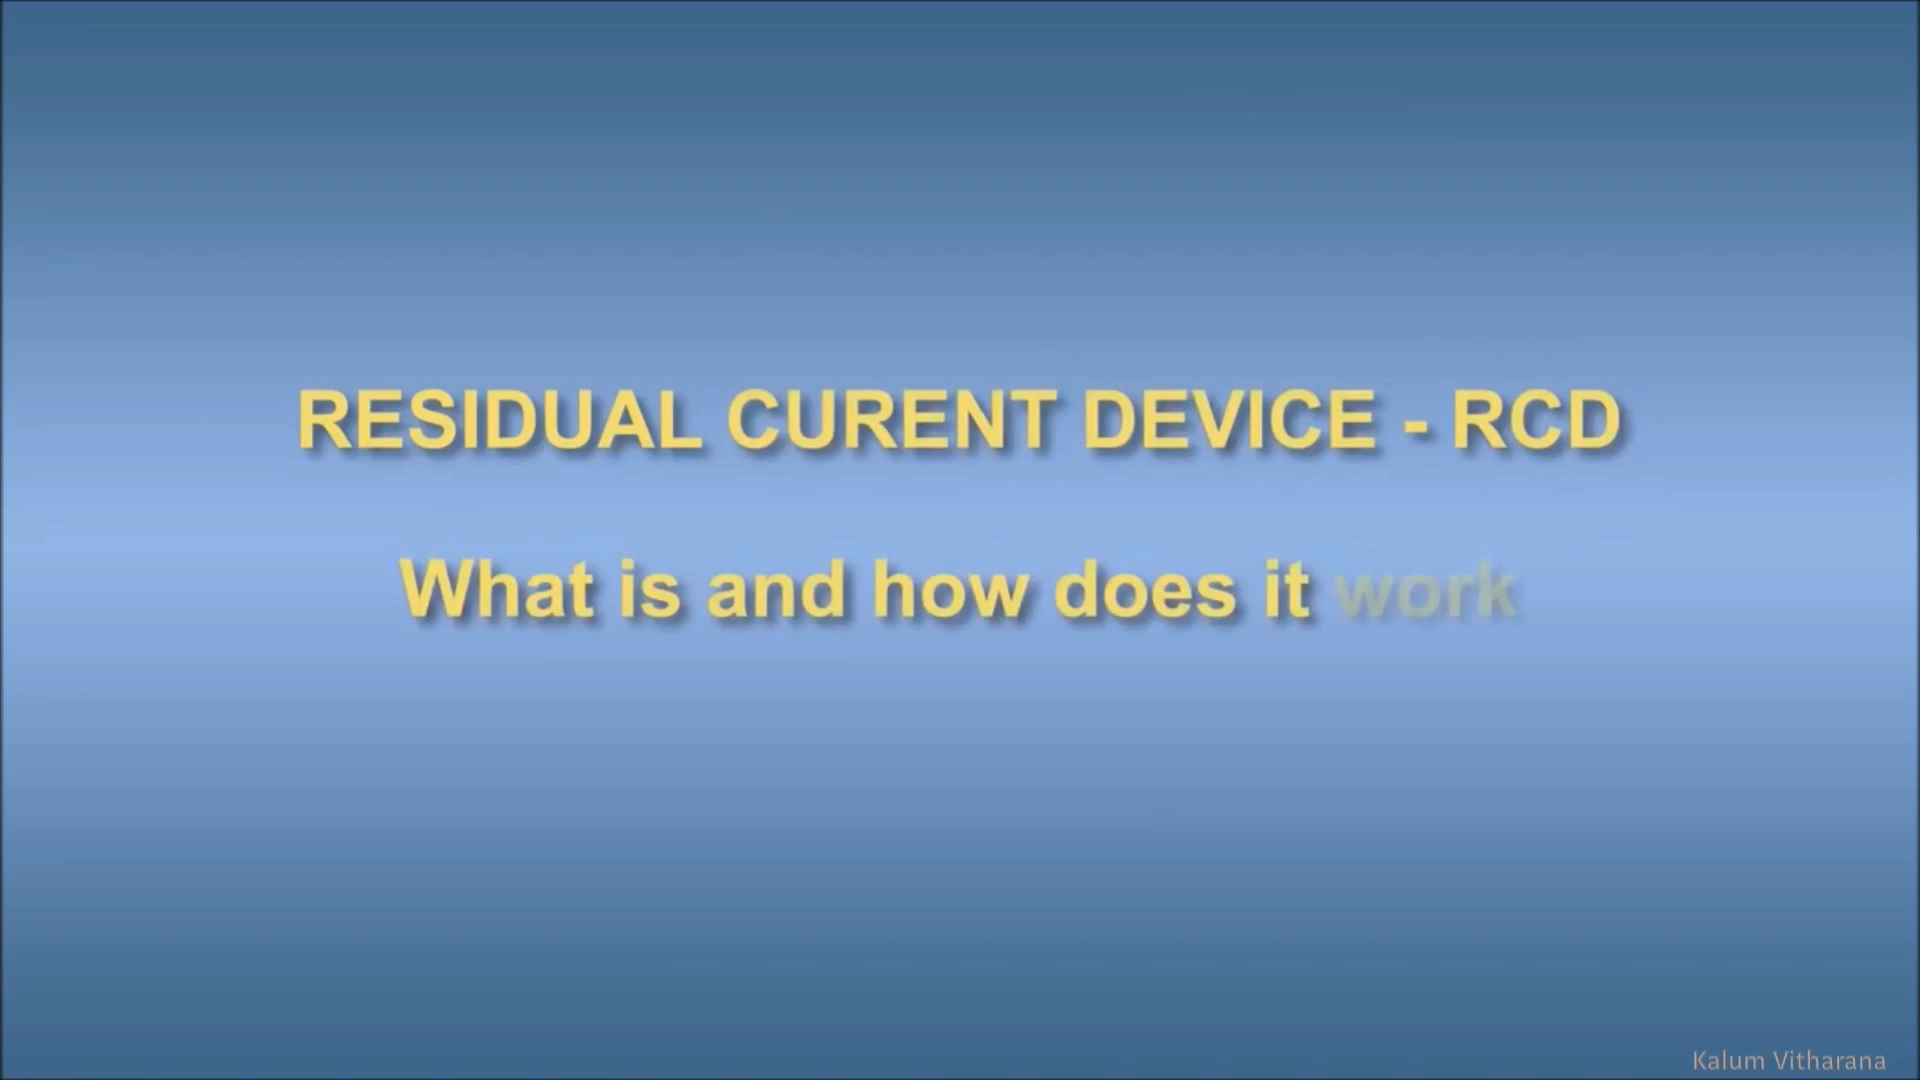 RESIDUAL CURENT DEVICE - RCD
What is and how does it work
Kalum Vitharana